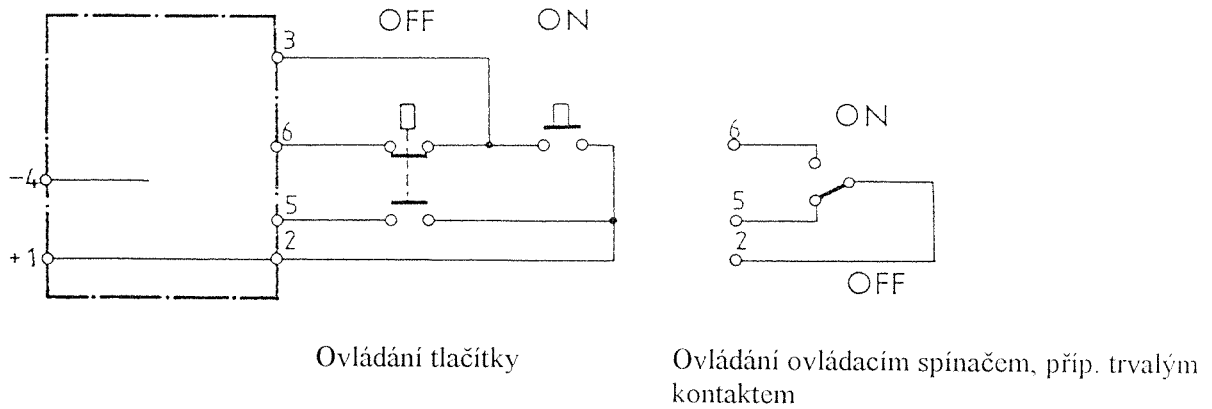 OFF
ON
3
6
-4
5
2
+1
Ovládání tlačítky
ON
6
5
2
OFF
Ovládání ovládacím spínačem, příp. trvalým
kontaktem